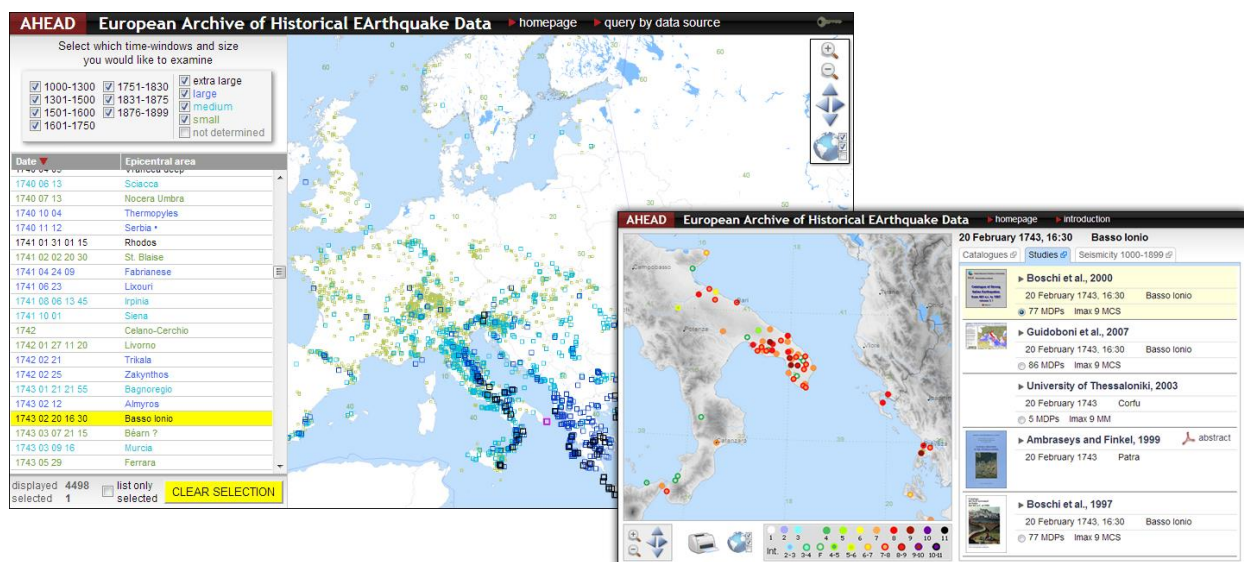 AHEAD European Archive of Historical EArthquake Data homepage query by data source
Select which time-windows and size
you would like to examine
1000-1300 1751-1830 extra large
1301-1500 1831-1875 large
1501-1600 1876-1899 medium
1601-1750 small
not determined
Date Epicentral area
1740 06 13 Sciacca
1740 07 13 Nocera Umbra
1740 10 04 Thermopyles
1740 11 12 Serbia •
1741 01 31 01 15 Rhodos
1741 02 02 20 30 St. Blaise
1741 04 24 09 Fabrianese
1741 06 23 Lixouri
1741 08 06 13 45 Irpinia
1741 10 01 Siena
1742 Celano-Cerchio
1742 01 27 11 20 Livorno
1742 02 21 Trikala
1742 02 25 Zakynthos
1743 01 21 21 55 Bagnoregio
1743 02 12 Almyros
1743 02 20 16 30 Basso Ionio
1743 03 07 21 15 Béarn ?
1743 03 09 16 Murcia
1743 05 29 Ferrara
displayed 4498
selected 1
list only
selected
CLEAR SELECTION
AHEAD European Archive of Historical EArthquake Data homepage introduction
20 February 1743, 16:30 Basso Ionio
Catalogues Studies Seismicity 1000-1899
Boschi et al., 2000
20 February 1743, 16:30 Basso Ionio
77 MDPs Imax 9 MCS
Guidoboni et al., 2007
20 February 1743, 16:30 Basso Ionio
86 MDPs Imax 9 MCS
University of Thessaloniki, 2003
20 February 1743 Corfu
5 MDPs Imax 9 MM
Ambraseys and Finkel, 1999 abstract
20 February 1743 Patra
Boschi et al., 1997
20 February 1743, 16:30 Basso Ionio
77 MDPs Imax 9 MCS
Campobasso
Bari
1 2 3 4 5 6 7 8 9 10 11
Int. 2-3 3-4 F 4-5 5-6 6-7 7-8 8-9 9-10 10-11